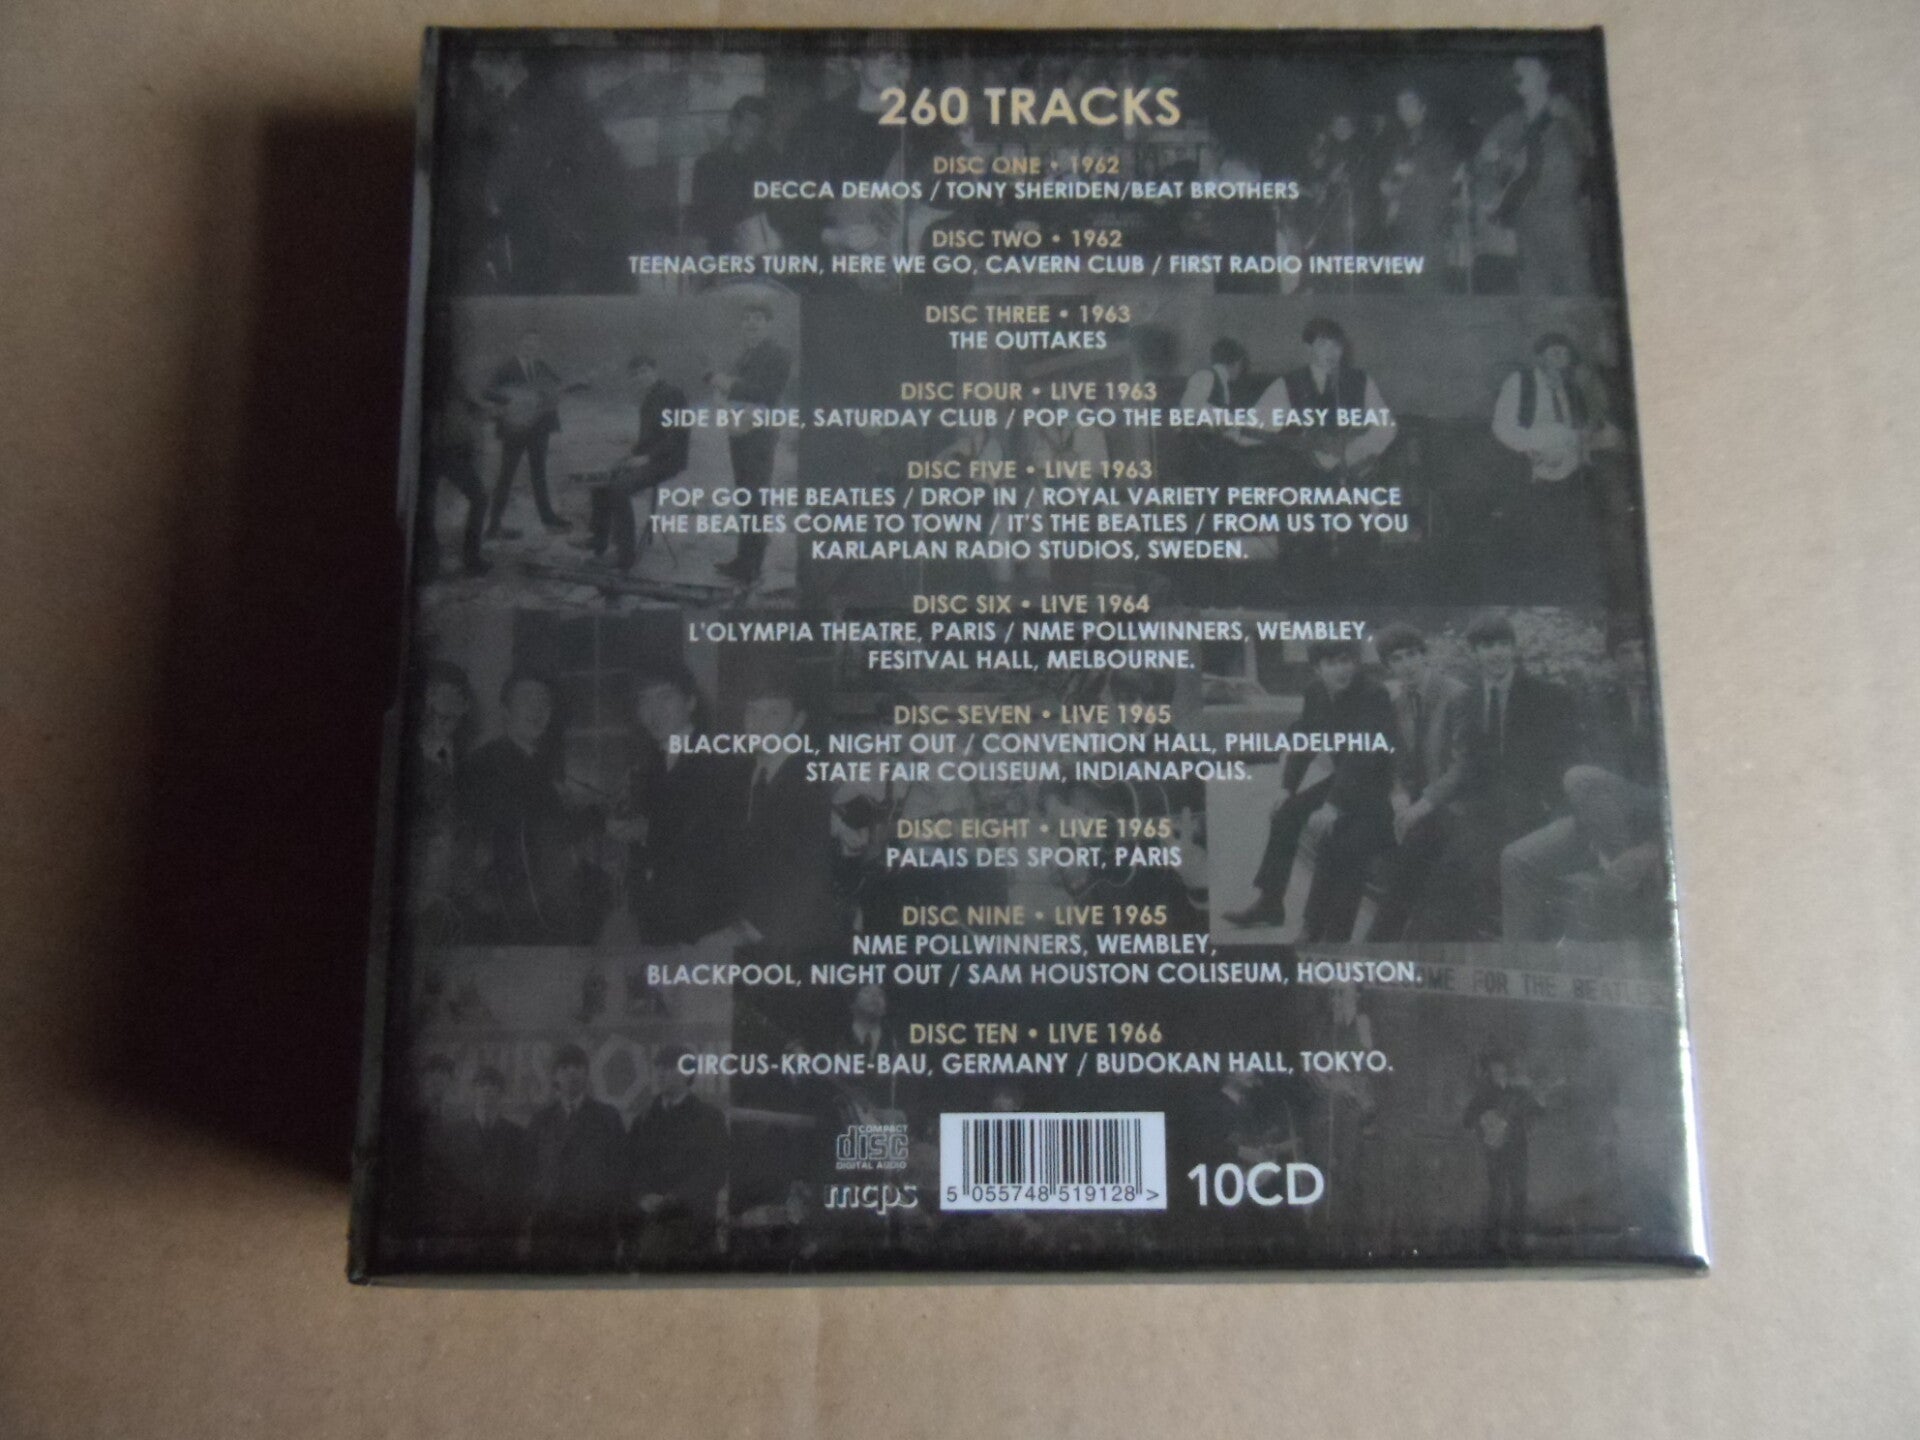 260 TRACKS
DISC ONE • 1962
DECCA DEMOS / TONY SHERIDEN/BEAT BROTHERS
DISC TWO • 1962
TEENAGERS TURN, HERE WE GO, CAVERN CLUB / FIRST RADIO INTERVIEW
DISC THREE • 1963
THE OUTTAKES
DISC FOUR • LIVE 1963
SIDE BY SIDE, SATURDAY CLUB / POP GO THE BEATLES, EASY BEAT.
DISC FIVE • LIVE 1963
POP GO THE BEATLES / DROP IN / ROYAL VARIETY PERFORMANCE
THE BEATLES COME TO TOWN / IT'S THE BEATLES / FROM US TO YOU
KARLAPLAN RADIO STUDIOS, SWEDEN.
DISC SIX • LIVE 1964
L'OLYMPIA THEATRE, PARIS / NME POLLWINNERS, WEMBLEY,
FESITVAL HALL, MELBOURNE.
DISC SEVEN • LIVE 1965
BLACKPOOL, NIGHT OUT / CONVENTION HALL, PHILADELPHIA,
STATE FAIR COLISEUM, INDIANAPOLIS.
DISC EIGHT • LIVE 1965
PALAIS DES SPORT, PARIS
DISC NINE • LIVE 1965
NME POLLWINNERS, WEMBLEY,
BLACKPOOL, NIGHT OUT / SAM HOUSTON COLISEUM, HOUSTON.
ME FOR THE BEATLES
DISC TEN • LIVE 1966
CIRCUS-KRONE-BAU, GERMANY / BUDOKAN HALL, TOKYO.
COMPACT
disc
DIGITAL AUDIO
mcps
5 055748 519128 >
10CD